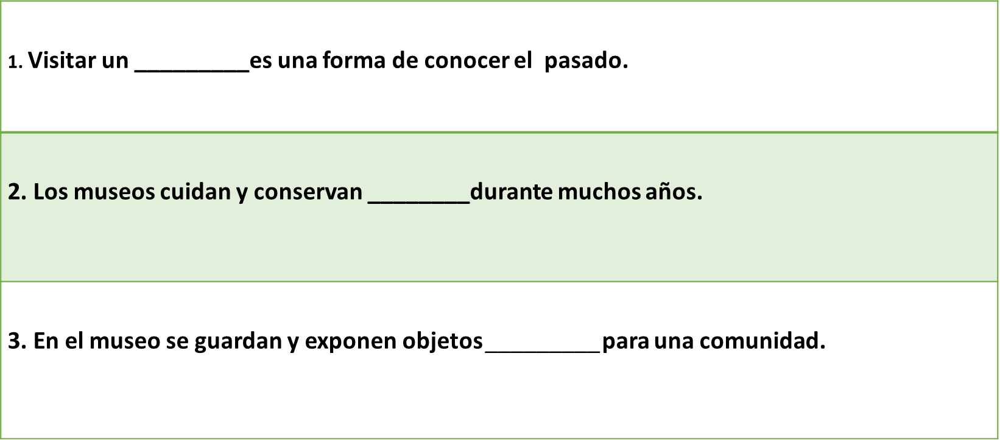 1. Visitar un _________es una forma de conocer el pasado.
2. Los museos cuidan y conservan ________durante muchos años.
3. En el museo se guardan y exponen objetos_________para una comunidad.